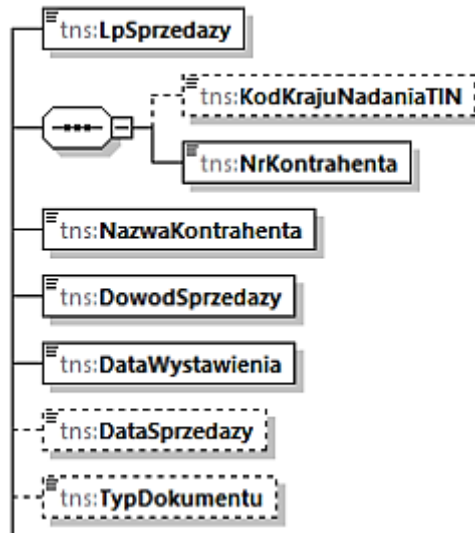 tns:LpSprzedazy
tns:KodKrajuNadaniaTIN
tns:NrKontrahenta
tns:NazwaKontrahenta
tns:DowodSprzedazy
tns:DataWystawienia
tns:DataSprzedazy
tns:TypDokumentu